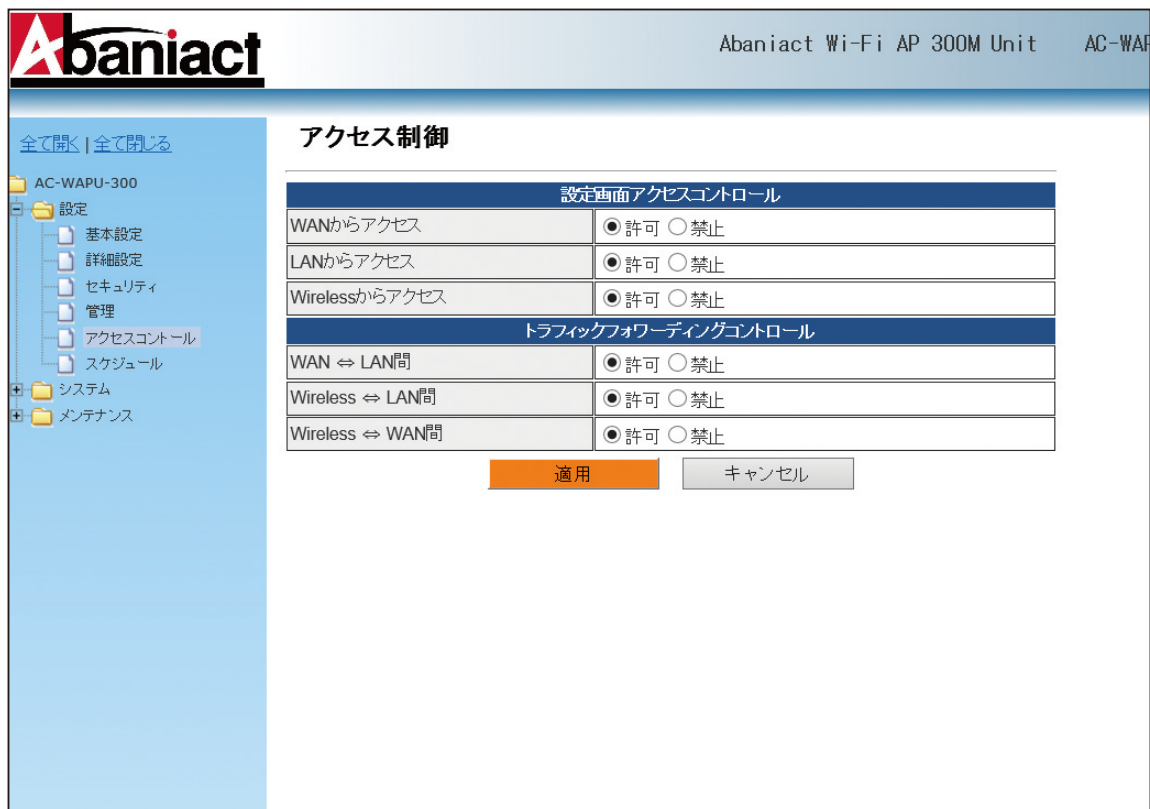 Abaniact
Abaniact Wi-Fi AP 300M Unit AC-WAP
全て開く | 全て閉じる
AC-WAPU-300
設定
基本設定
詳細設定
セキュリティ
管理
アクセスコントール
スケジュール
システム
メンテナンス
アクセス制御
設定画面アクセスコントロール
WANからアクセス 許可 禁止
LANからアクセス 許可 禁止
Wirelessからアクセス 許可 禁止
トラフィックフォワーディングコントロール
WAN ⇔ LAN間 許可 禁止
Wireless ⇔ LAN間 許可 禁止
Wireless ⇔ WAN間 許可 禁止
適用 キャンセル